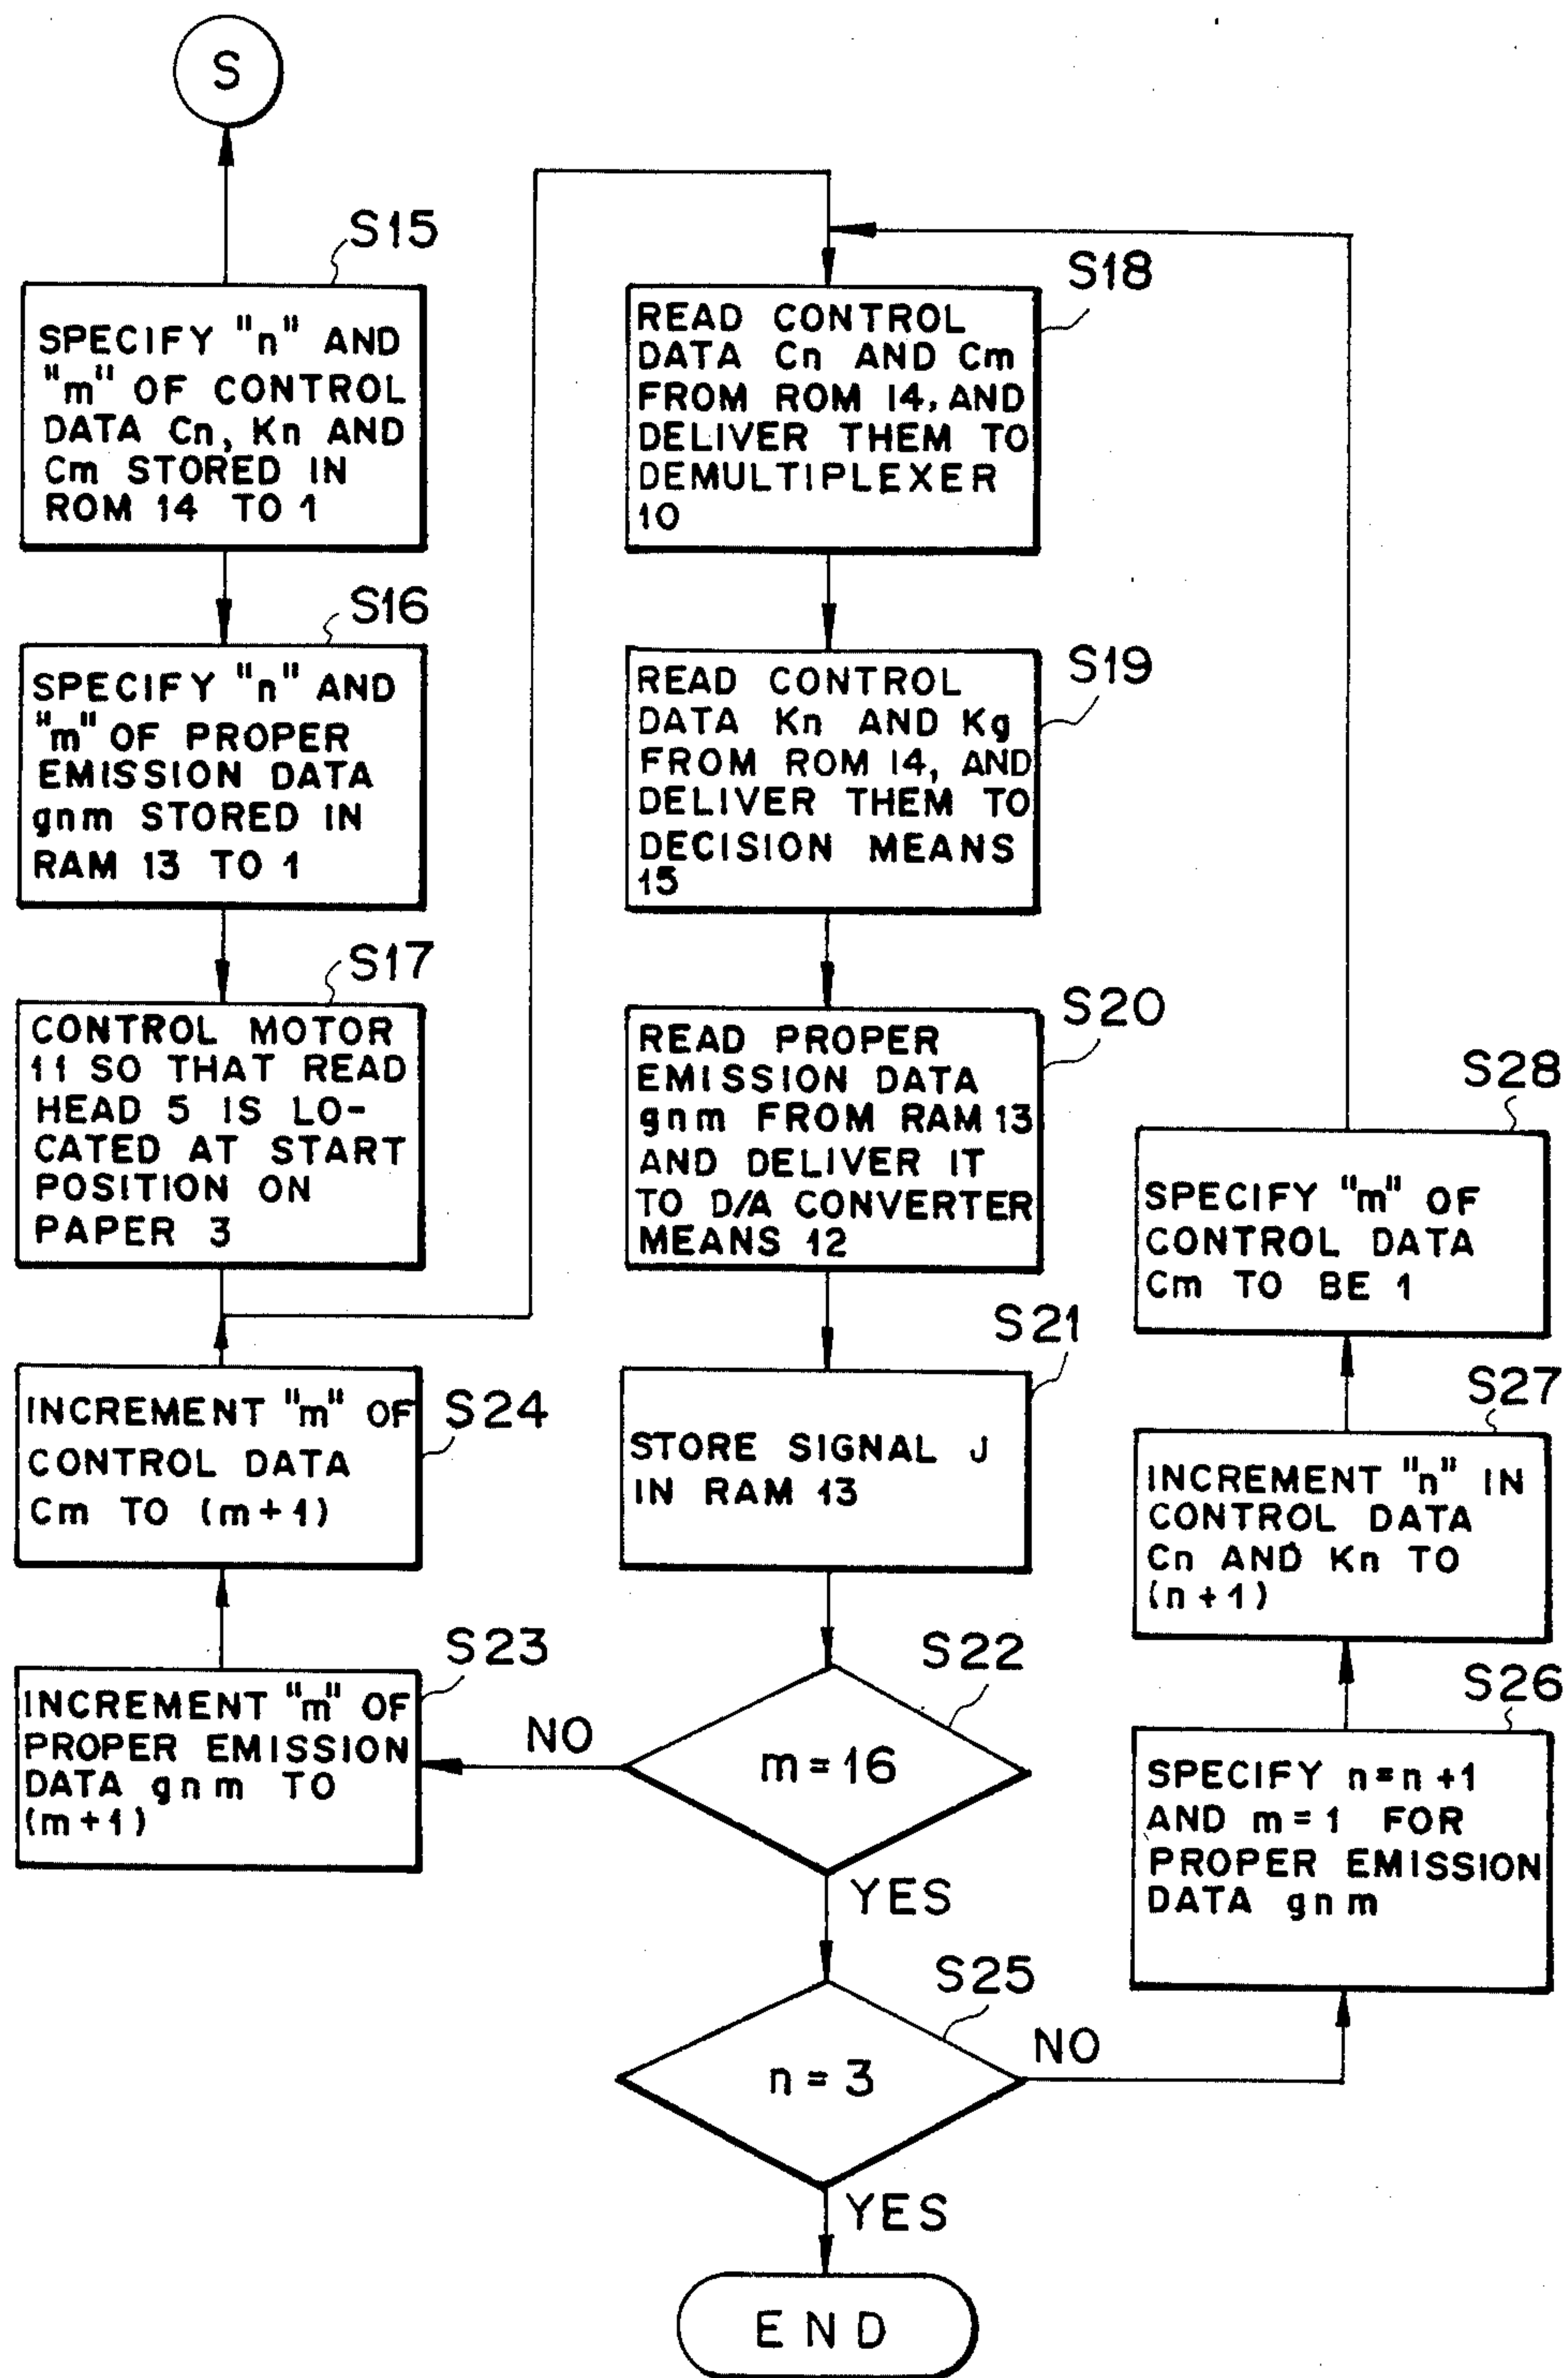 S
S15
SPECIFY "n" AND
"m" OF CONTROL
DATA Cn, Kn AND
Cm STORED IN
ROM 14 TO 1
S16
SPECIFY "n" AND
"m" OF PROPER
EMISSION DATA
gnm STORED IN
RAM 13 TO 1
S17
CONTROL MOTOR
11 SO THAT READ
HEAD 5 IS LO-
CATED AT START
POSITION ON
PAPER 3
S24
INCREMENT "m" OF
CONTROL DATA
Cm TO (m+1)
S23
INCREMENT "m" OF
PROPER EMISSION
DATA gnm TO
(m+1)
S18
READ CONTROL
DATA Cn AND Cm
FROM ROM 14, AND
DELIVER THEM TO
DEMULTIPLEXER
10
S19
READ CONTROL
DATA Kn AND Kg
FROM ROM 14, AND
DELIVER THEM TO
DECISION MEANS
15
S20
READ PROPER
EMISSION DATA
gnm FROM RAM 13
AND DELIVER IT
TO D/A CONVERTER
MEANS 12
S21
STORE SIGNAL J
IN RAM 13
S22
m=16
NO
YES
S25
n=3
NO
YES
END
S28
SPECIFY "m" OF
CONTROL DATA
Cm TO BE 1
S27
INCREMENT "n" IN
CONTROL DATA
Cn AND Kn TO
(n+1)
S26
SPECIFY n=n+1
AND m=1 FOR
PROPER EMISSION
DATA gnm